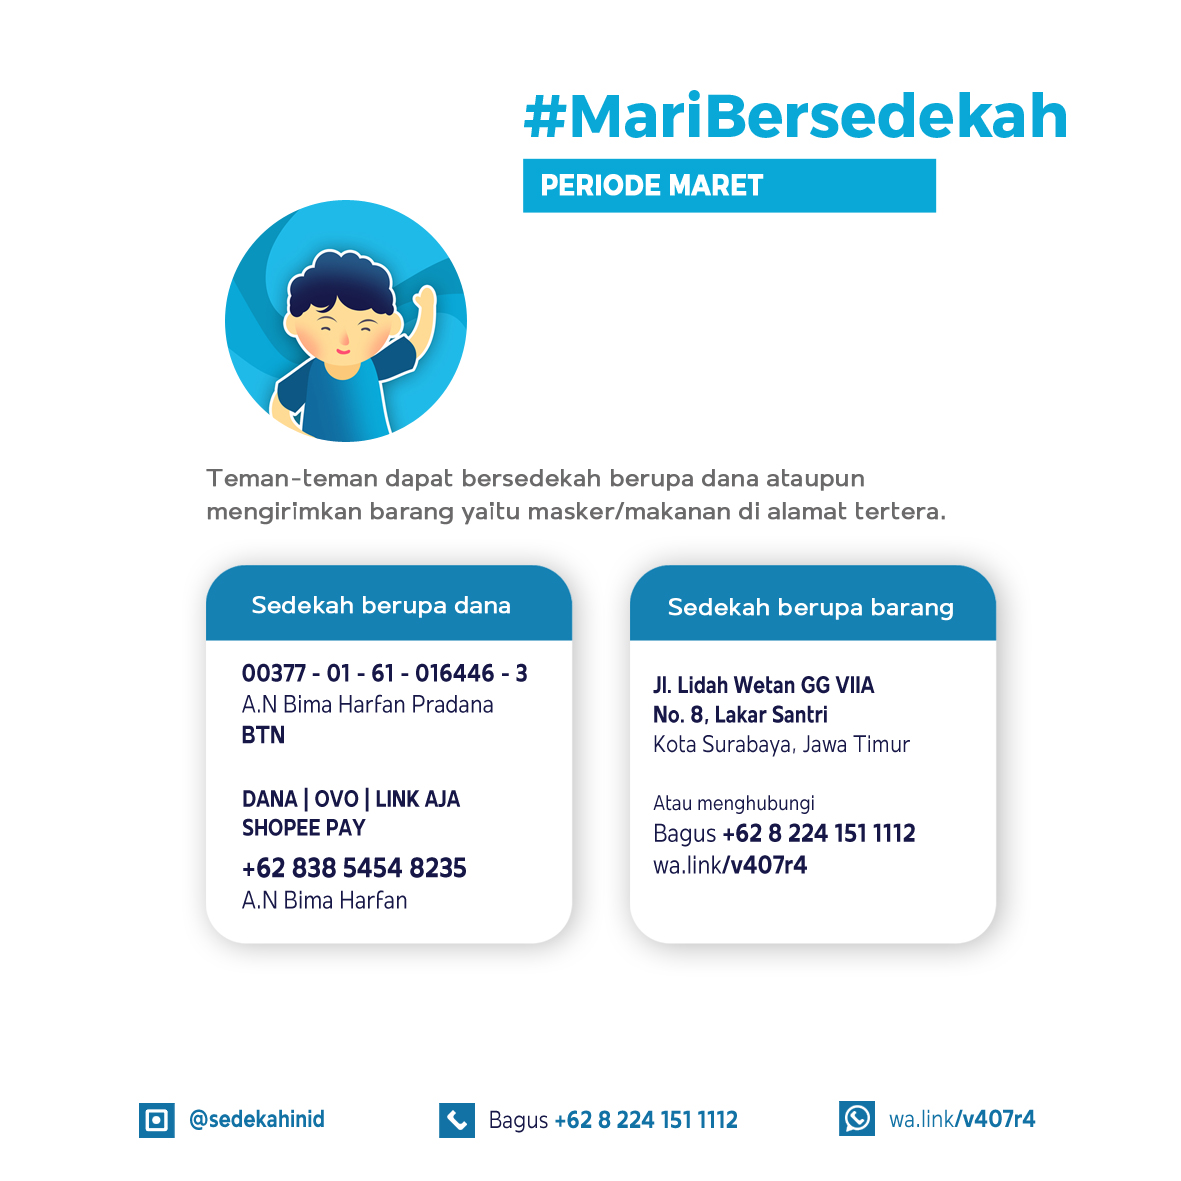 #MariBersedekah
PERIODE MARET
Teman-teman dapat bersedekah berupa dana ataupun
mengirimkan barang yaitu masker/makanan di alamat tertera.
Sedekah berupa dana
00377 - 01 - 61 - 016446 - 3
A.N Bima Harfan Pradana
BTN
DANA | OVO | LINK AJA
SHOPEE PAY
+62 838 5454 8235
A.N Bima Harfan
Sedekah berupa barang
Jl. Lidah Wetan GG VIIA
No. 8, Lakar Santri
Kota Surabaya, Jawa Timur
Atau menghubungi
Bagus +62 8 224 151 1112
wa.link/v407r4
@sedekahinid
Bagus +62 8 224 151 1112
wa.link/v407r4